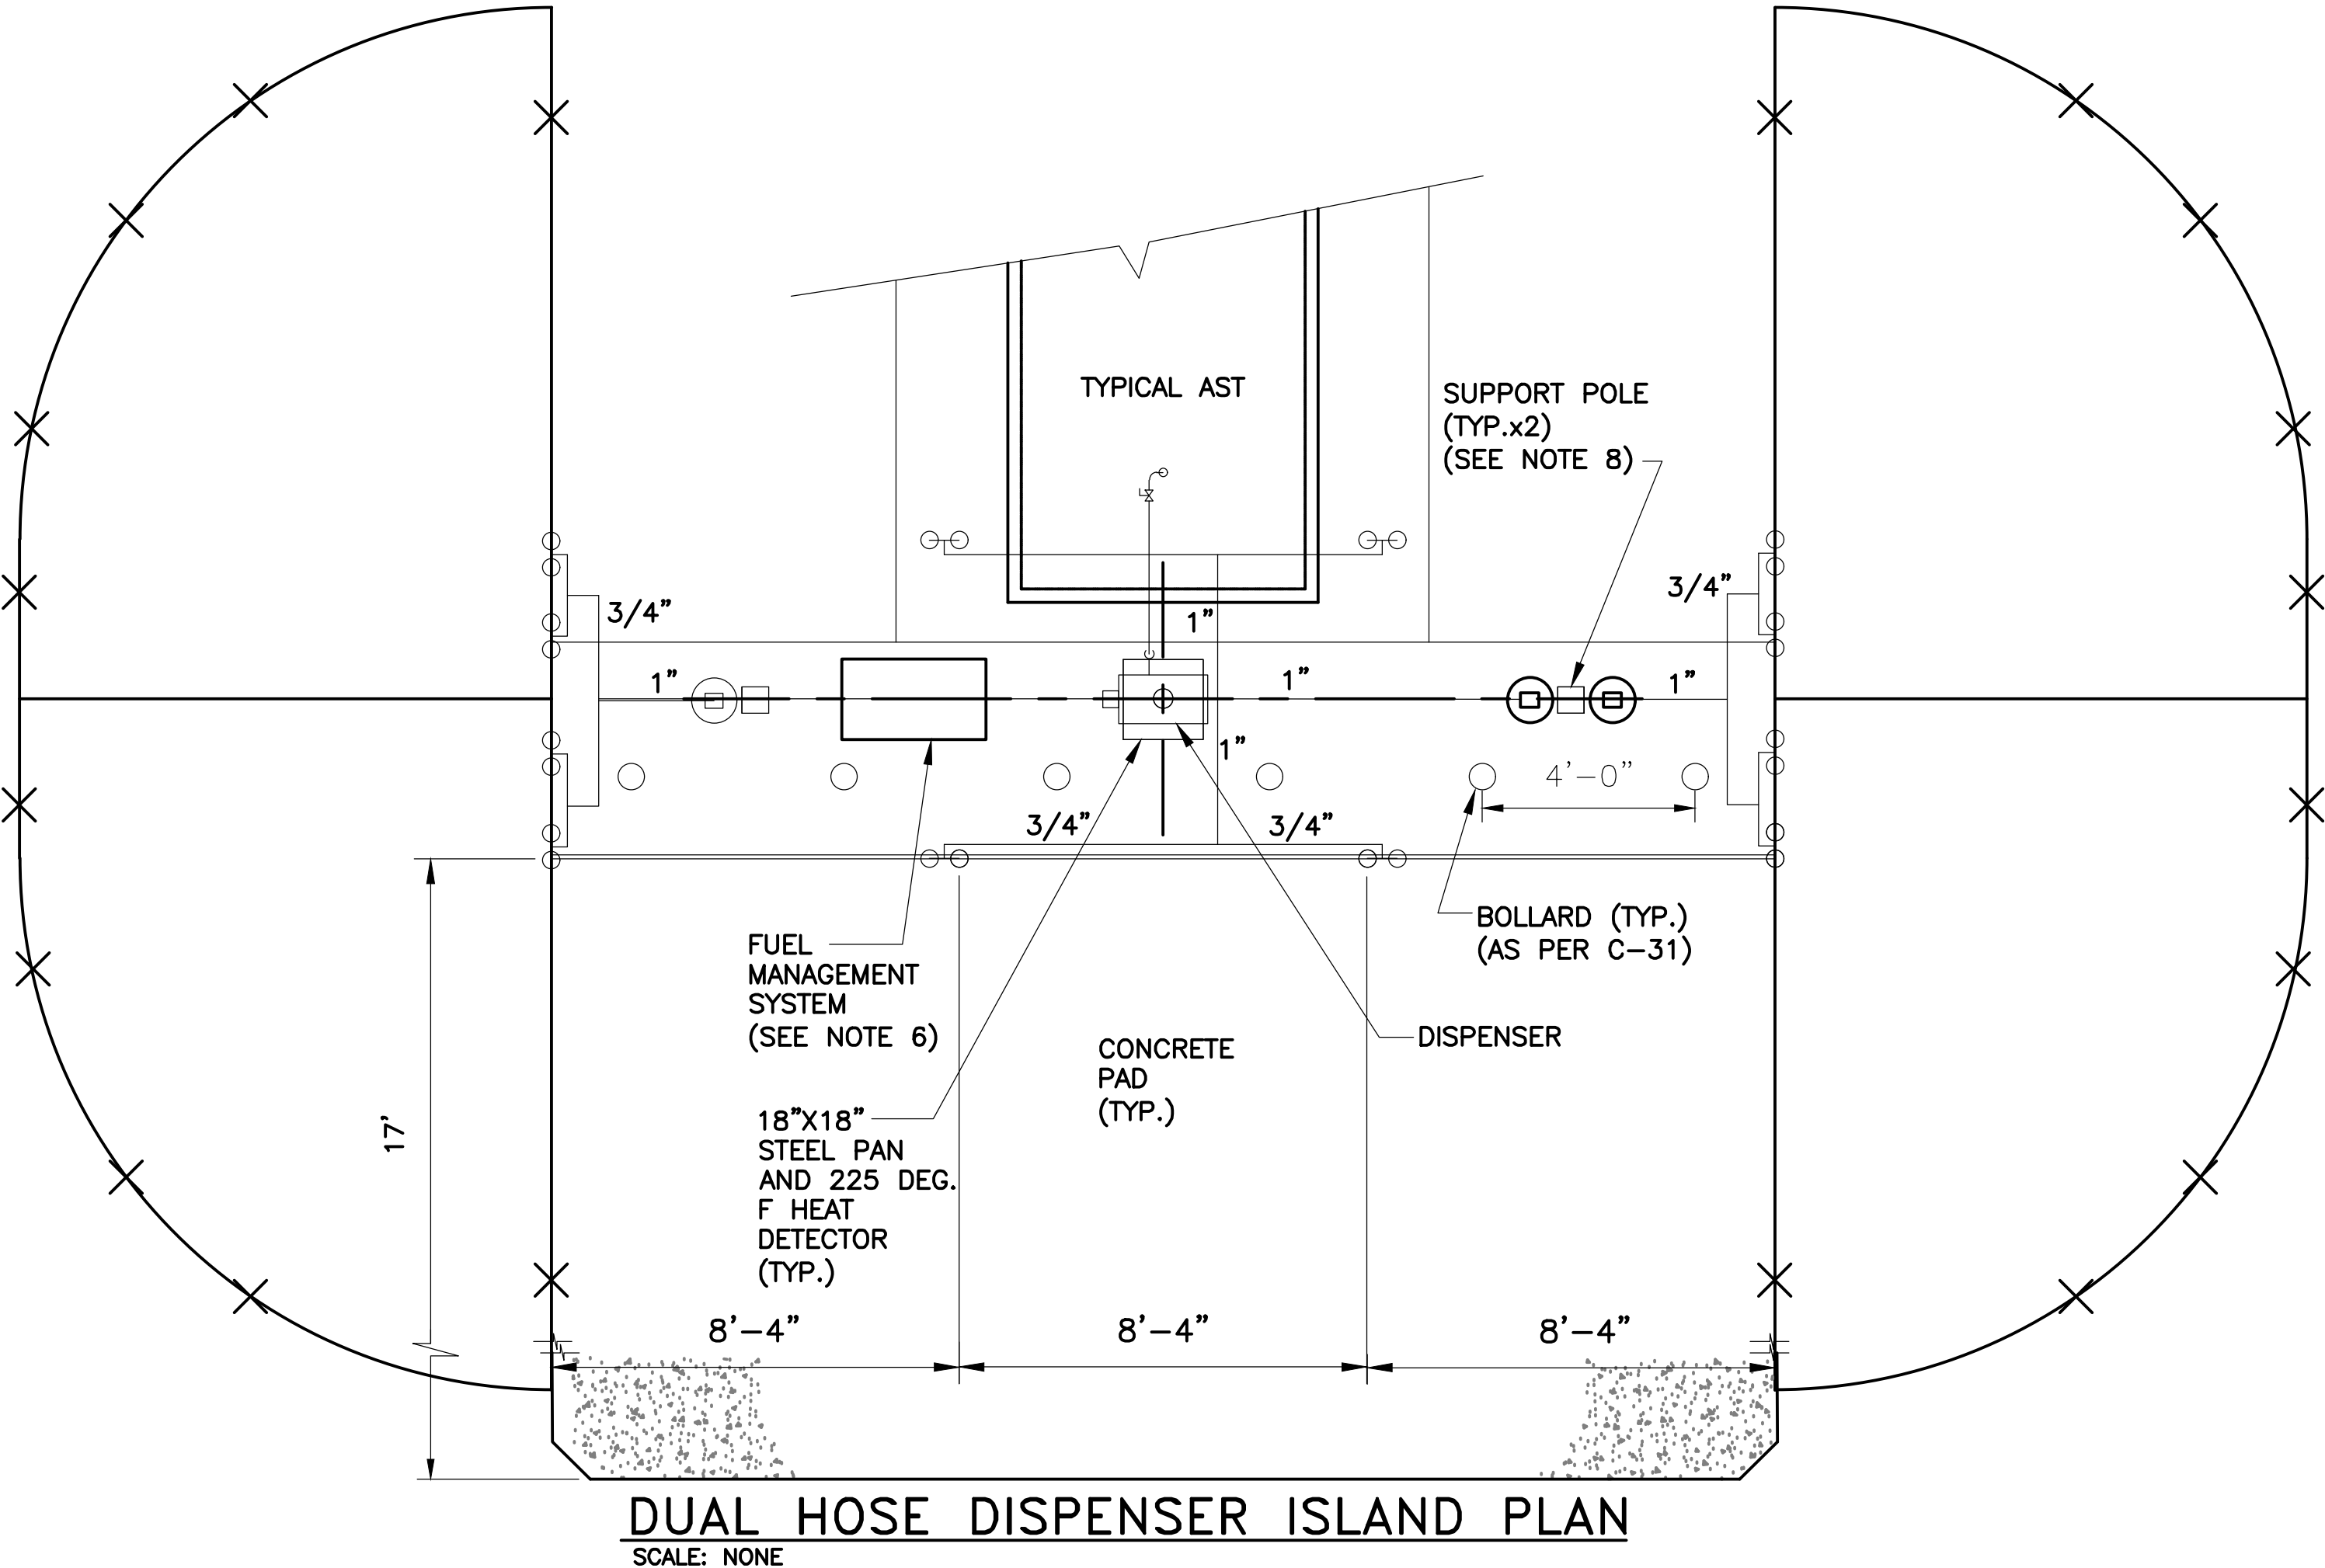 TYPICAL AST
SUPPORT POLE
(TYP.x2)
(SEE NOTE 8)
3/4"
3/4"
1"
1"
1"
1"
1"
4'-0"
3/4"
3/4"
BOLLARD (TYP.)
(AS PER C-31)
FUEL
MANAGEMENT
SYSTEM
(SEE NOTE 6)
DISPENSER
CONCRETE
PAD
(TYP.)
18"X18"
STEEL PAN
AND 225 DEG.
F HEAT
DETECTOR
(TYP.)
17'
8'-4"
8'-4"
8'-4"
DUAL HOSE DISPENSER ISLAND PLAN
SCALE: NONE